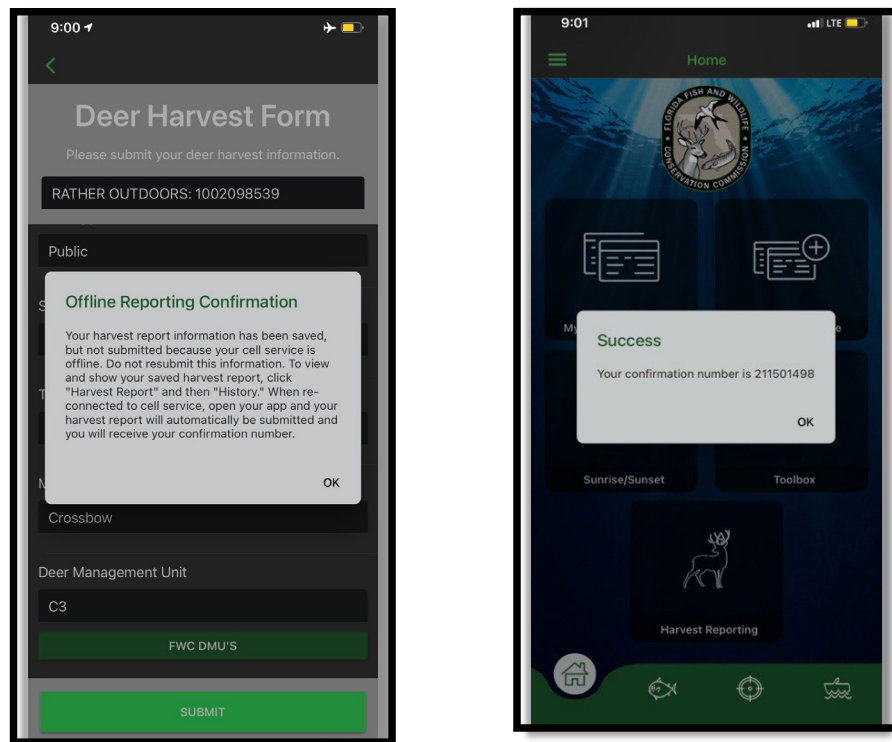 9:00
Deer Harvest Form
Please submit your deer harvest information.
RATHER OUTDOORS: 1002098539
Public
S
Offline Reporting Confirmation
Your harvest report information has been saved,
but not submitted because your cell service is
offline. Do not resubmit this information. To view
and show your saved harvest report, click
"Harvest Report" and then "History." When re-
connected to cell service, open your app and your
harvest report will automatically be submitted and
you will receive your confirmation number.
T
OK
M
Crossbow
Deer Management Unit
C3
FWC DMU'S
SUBMIT
9:01
LTE
Home
FLORIDA FISH AND WILDLIFE
CONSERVATION COMMISSION
My
e
Success
Your confirmation number is 211501498
OK
Sunrise/Sunset
Toolbox
Harvest Reporting